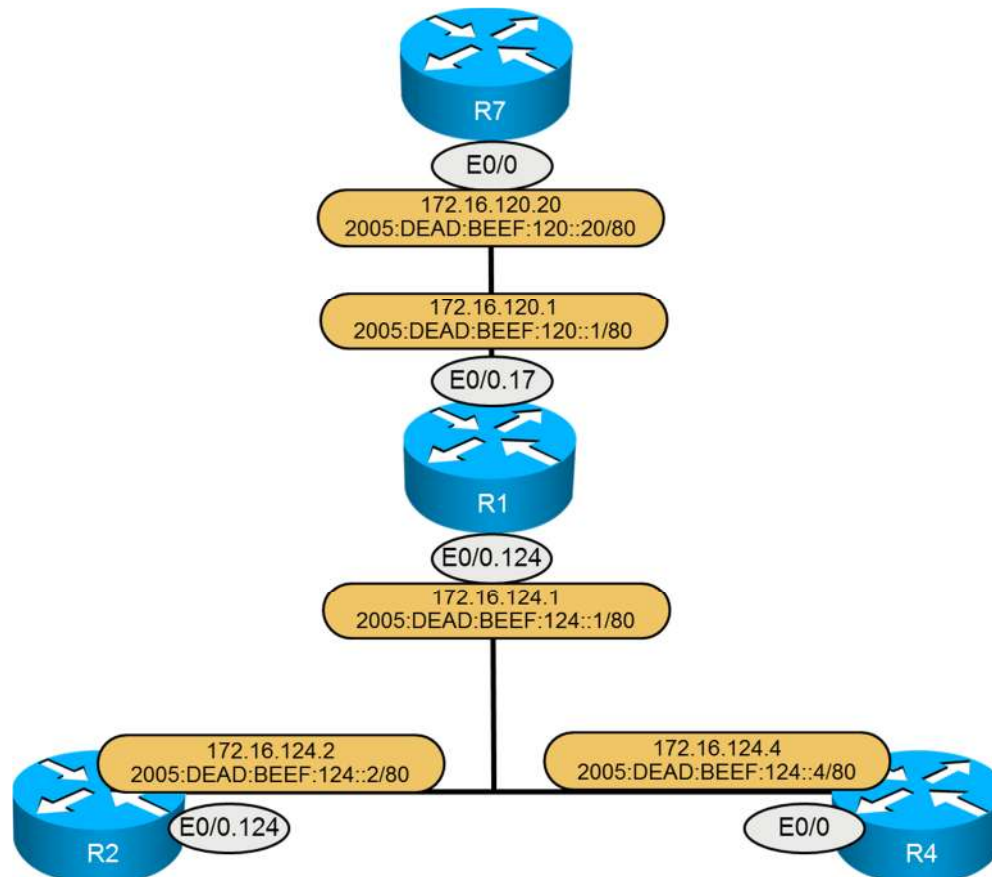 R7
E0/0
172.16.120.20
2005:DEAD:BEEF:120::20/80
172.16.120.1
2005:DEAD:BEEF:120::1/80
E0/0.17
R1
E0/0.124
172.16.124.1
2005:DEAD:BEEF:124::1/80
172.16.124.2
2005:DEAD:BEEF:124::2/80
172.16.124.4
2005:DEAD:BEEF:124::4/80
E0/0.124
E0/0
R2
R4